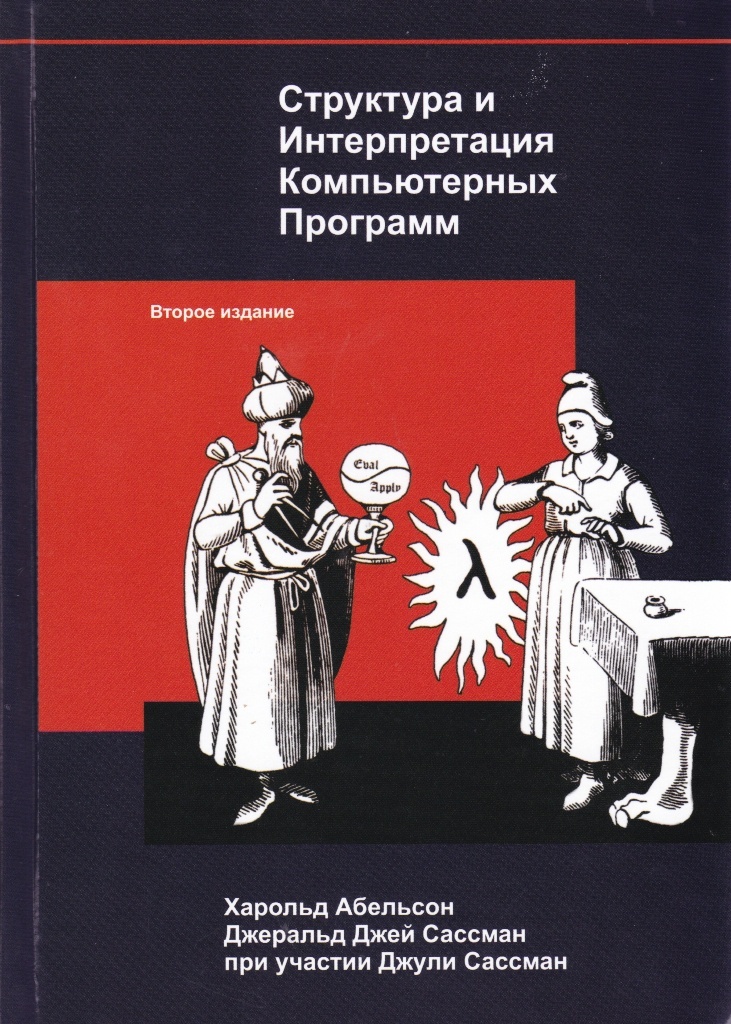 Структура и
Интерпретация
Компьютерных
Программ
Второе издание
Eval
Apply
λ
Харольд Абельсон
Джеральд Джей Сассман
при участии Джули Сассман